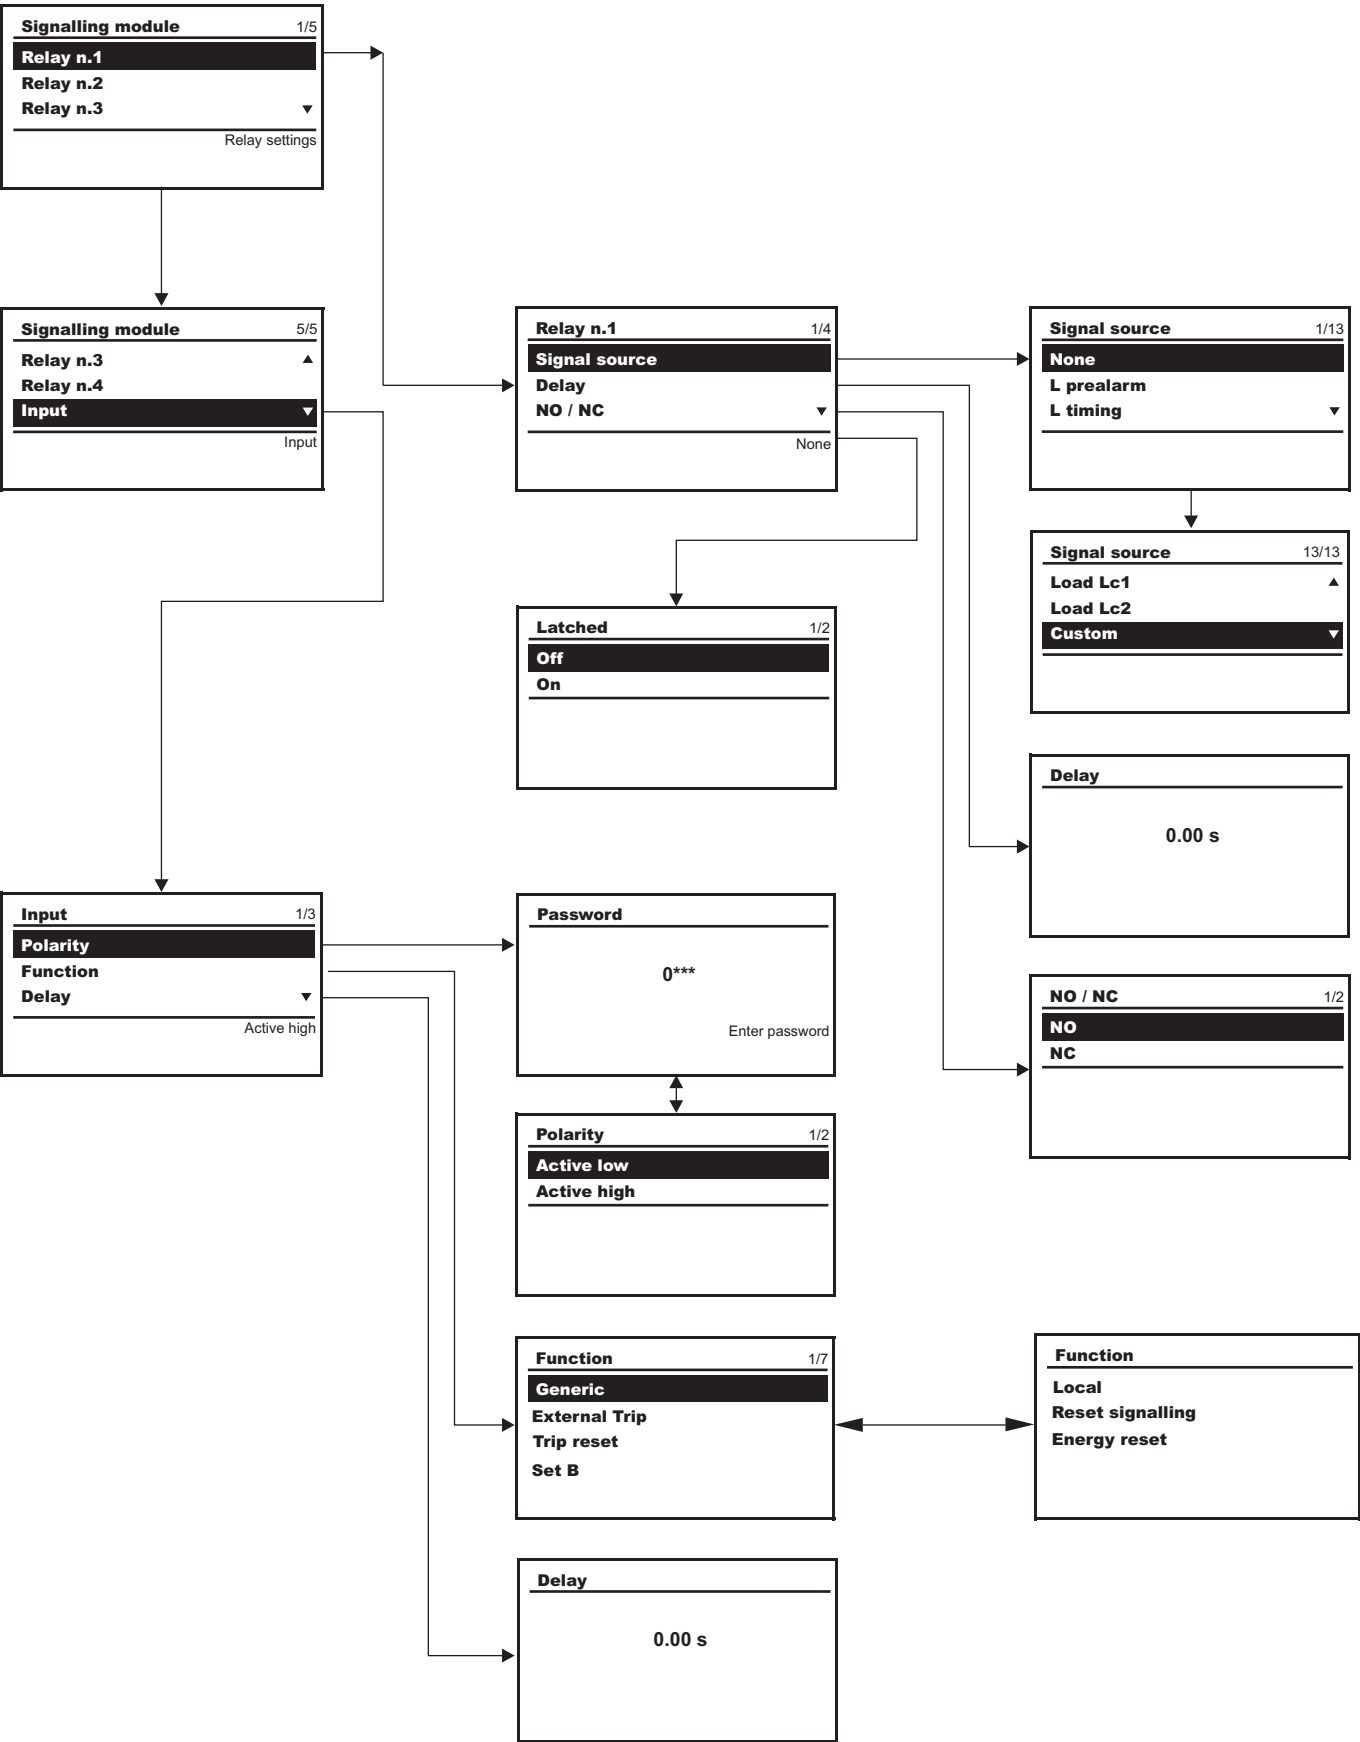 Signalling module 1/5
Relay n.1
Relay n.2
Relay n.3
Relay settings
Signalling module 5/5
Relay n.3
Relay n.4
Input
Input
Relay n.1 1/4
Signal source
Delay
NO / NC
None
Signal source 1/13
None
L prealarm
L timing
Signal source 13/13
Load Lc1
Load Lc2
Custom
Latched 1/2
Off
On
Delay
0.00 s
Input 1/3
Polarity
Function
Delay
Active high
Password
0***
Enter password
NO / NC 1/2
NO
NC
Polarity 1/2
Active low
Active high
Function 1/7
Generic
External Trip
Trip reset
Set B
Function
Local
Reset signalling
Energy reset
Delay
0.00 s